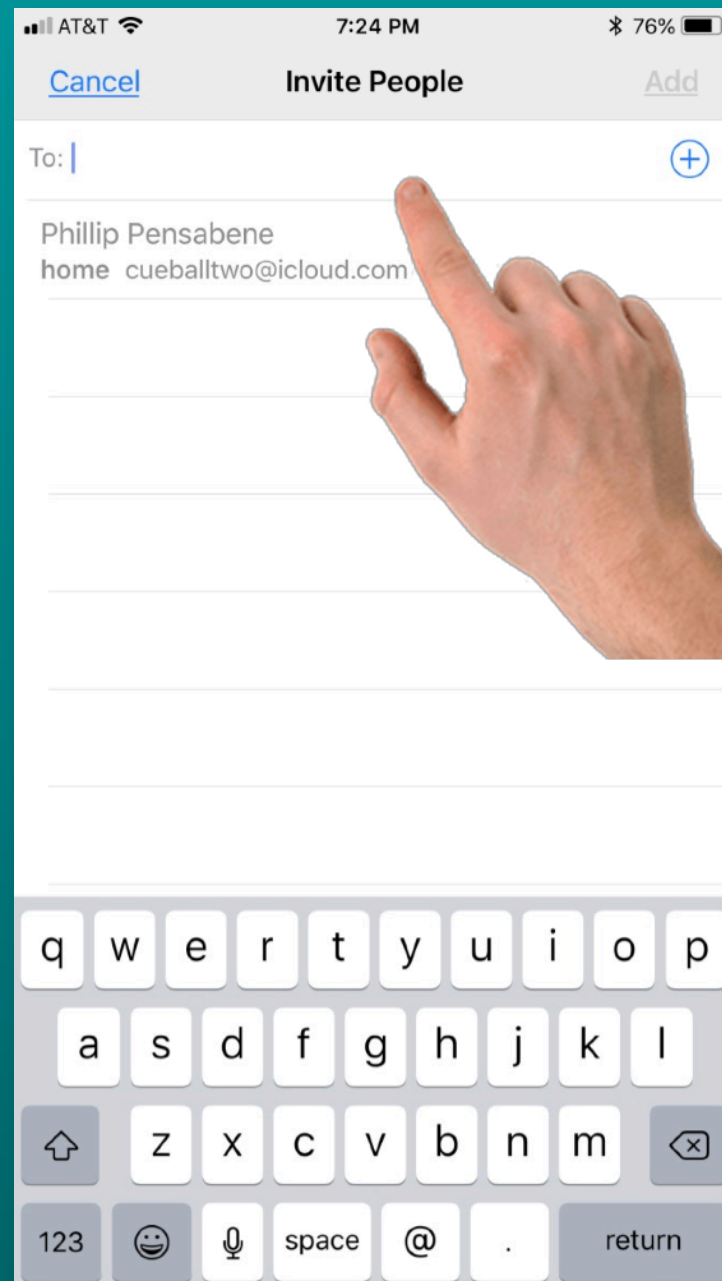 AT&T 7:24 PM 76%
Cancel Invite People Add
To:
Phillip Pensabene
home cueballtwo@icloud.com
q w e r t y u i o p
a s d f g h j k l
z x c v b n m
123 space @ . return